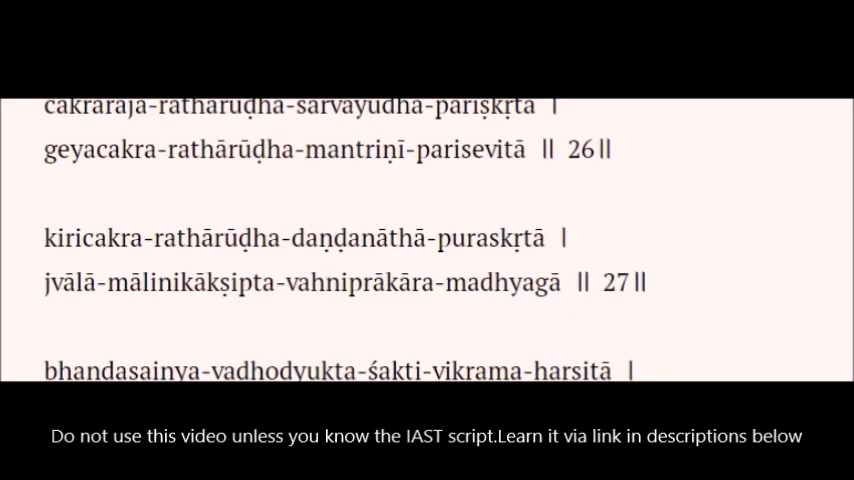 cakrarāja-rathārūḍha-sarvāyudha-pariṣkṛtā |
geyacakra-rathārūḍha-mantriṇī-parisevitā || 26||
kiricakra-rathārūḍha-daṇḍanāthā-puraskṛtā |
jvālā-mālinikākṣipta-vahniprākāra-madhyagā || 27||
bhandasainya-vadhodyukta-śakti-vikrama-harsitā |
Do not use this video unless you know the IAST script.Learn it via link in descriptions below